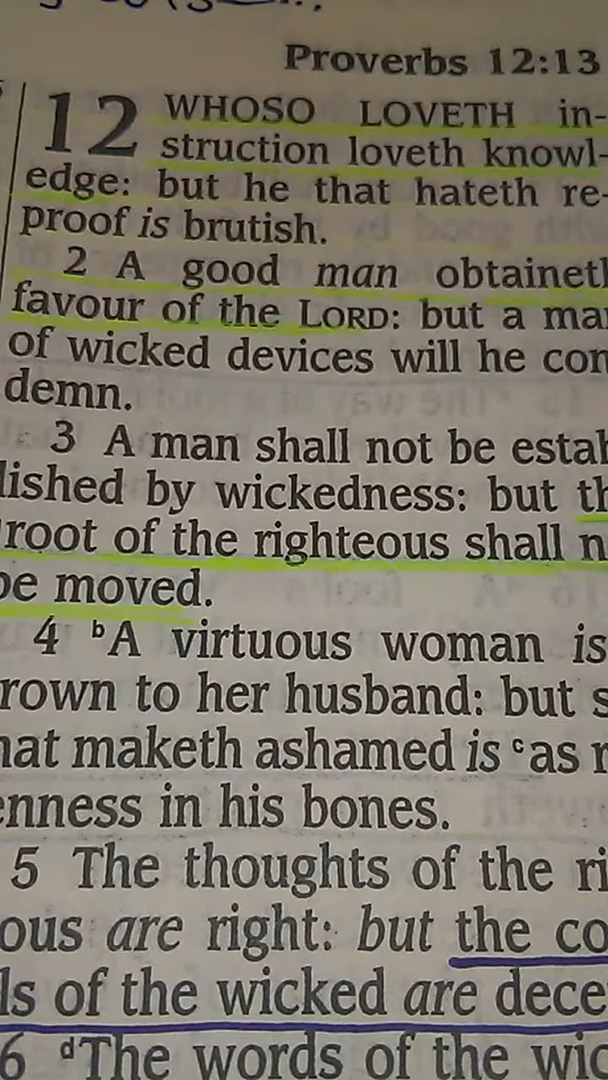 Proverbs 12:13
12 WHOSO LOVETH in-
struction loveth knowl-
edge: but he that hateth re-
proof is brutish.
2 A good man obtaineth
favour of the LORD: but a man
of wicked devices will he con
demn.
3 A man shall not be estab
lished by wickedness: but th
root of the righteous shall n
be moved.
4 bA virtuous woman is
rown to her husband: but s
hat maketh ashamed is cas r
enness in his bones.
5 The thoughts of the ri
ous are right: but the co
ls of the wicked are dece
6 dThe words of the wic